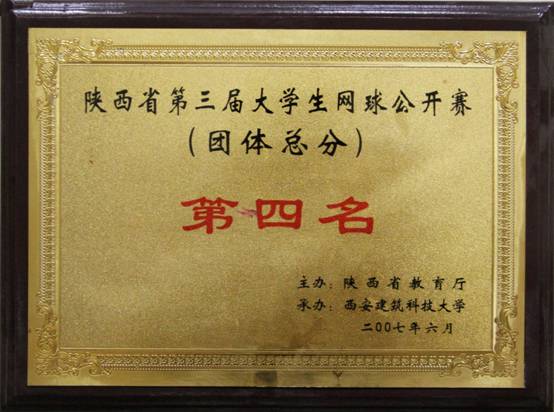 陕西省第三届大学生网球公开赛
(团体总分)
第四名
主办:陕西省教育厅
承办:西安建筑科技大学
二00七年六月